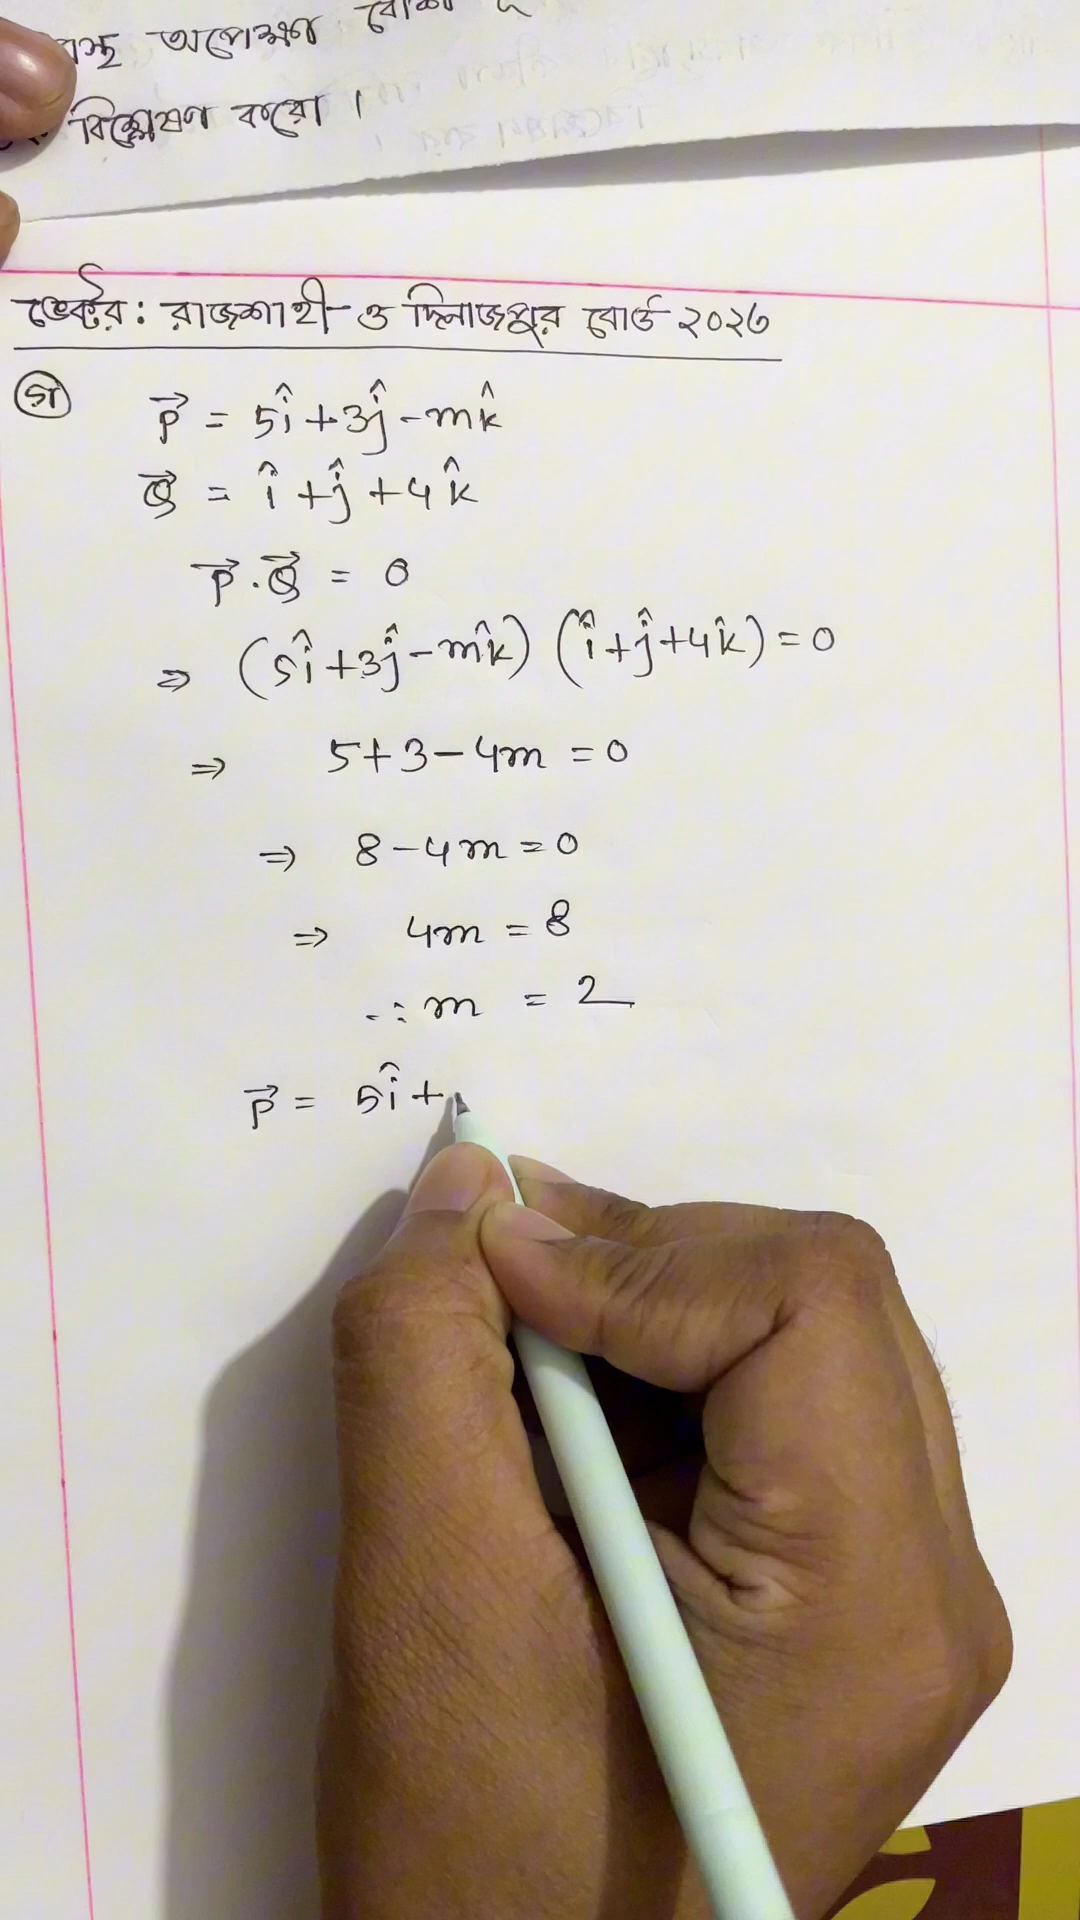 অপেক্ষা
বিশ্লেষণ করো ।
ভেক্টর : রাজশাহী ও দিনাজপুর বোর্ড ২০২৩
গ
P⃗ = 5î + 3ĵ - mk̂
Q⃗ = î + ĵ + 4k̂
P⃗ . Q⃗ = 0
⇒ (5î + 3ĵ - mk̂) (î + ĵ + 4k̂) = 0
⇒ 5 + 3 - 4m = 0
⇒ 8 - 4m = 0
⇒ 4m = 8
∴ m = 2
P⃗ = 5î +